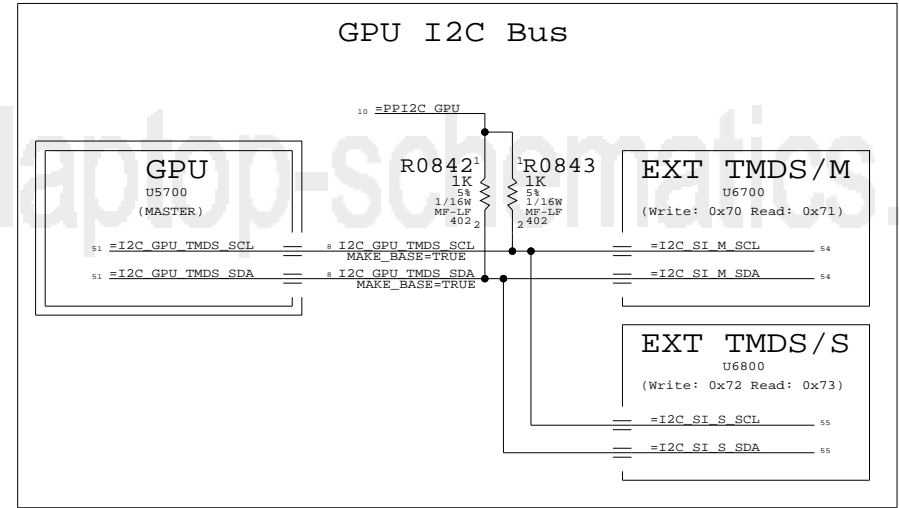 GPU I2C Bus
10 =PPI2C_GPU
laptop-schematics.
GPU
U5700
(MASTER)
51 =I2C_GPU_TMDS_SCL
51 =I2C_GPU_TMDS_SDA
R0842 1
1K
5%
1/16W
MF-LF
402 2
1 R0843
1K
5%
1/16W
MF-LF
2 402
8 I2C_GPU_TMDS_SCL
MAKE_BASE=TRUE
8 I2C_GPU_TMDS_SDA
MAKE_BASE=TRUE
EXT TMDS/M
U6700
(Write: 0x70 Read: 0x71)
=I2C_SI_M_SCL 54
=I2C_SI_M_SDA 54
EXT TMDS/S
U6800
(Write: 0x72 Read: 0x73)
=I2C_SI_S_SCL 55
=I2C_SI_S_SDA 55